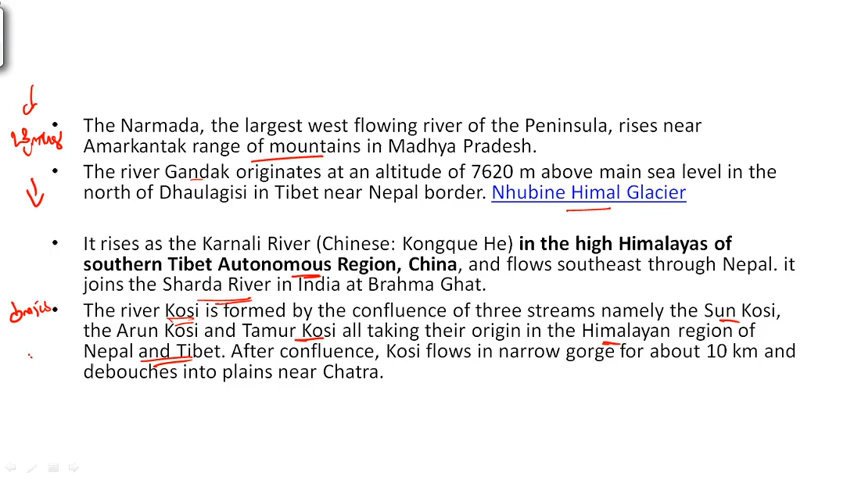 • The Narmada, the largest west flowing river of the Peninsula, rises near
Amarkantak range of mountains in Madhya Pradesh.
• The river Gandak originates at an altitude of 7620 m above main sea level in the
north of Dhaulagisi in Tibet near Nepal border. Nhubine Himal Glacier
• It rises as the Karnali River (Chinese: Kongque He) in the high Himalayas of
southern Tibet Autonomous Region, China, and flows southeast through Nepal. it
joins the Sharda River in India at Brahma Ghat.
• The river Kosi is formed by the confluence of three streams namely the Sun Kosi,
the Arun Kosi and Tamur Kosi all taking their origin in the Himalayan region of
Nepal and Tibet. After confluence, Kosi flows in narrow gorge for about 10 km and
debouches into plains near Chatra.